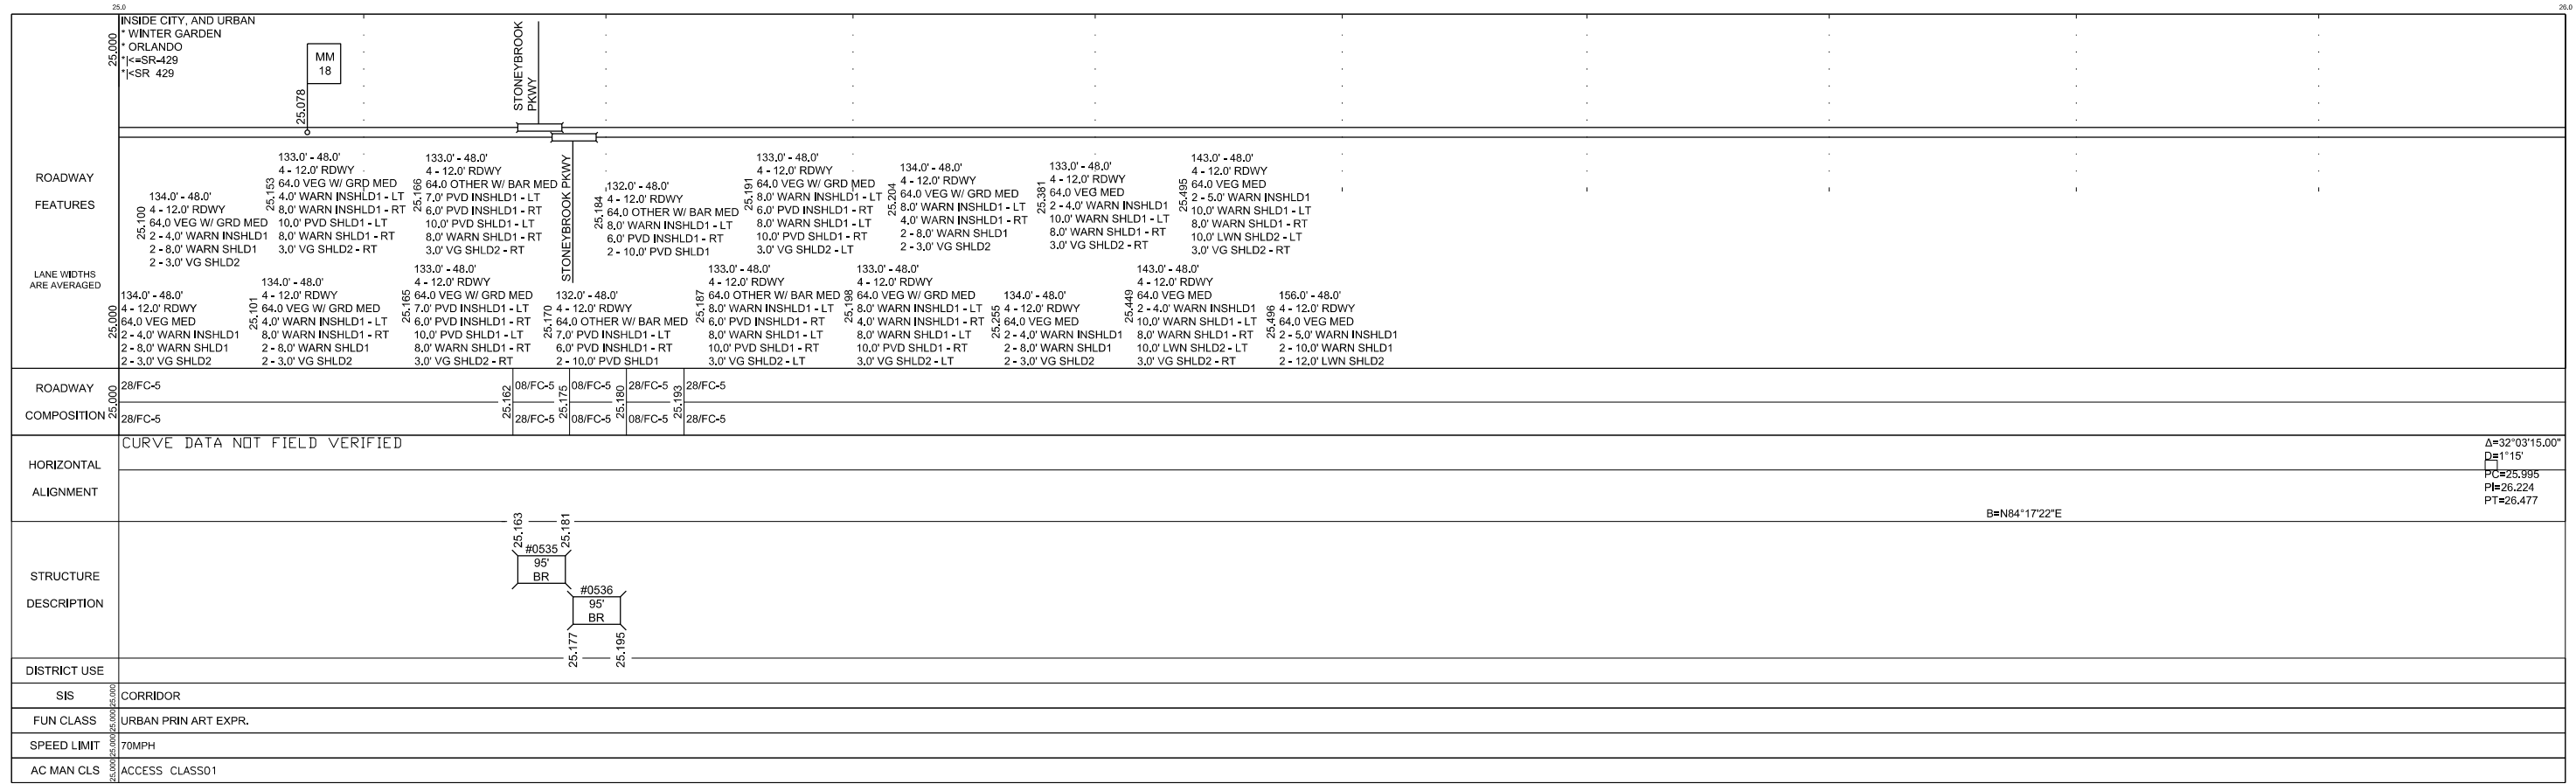 25.0
26.0
INSIDE CITY, AND URBAN
* WINTER GARDEN
* ORLANDO
*|<=SR-429
*|<SR 429
25.000
MM
18
25.078
STONEYBROOK
PKWY
STONEYBROOK PKWY
ROADWAY
FEATURES
LANE WIDTHS
ARE AVERAGED
25.100
134.0' - 48.0'
4 - 12.0' RDWY
64.0 VEG W/ GRD MED
2 - 4.0' WARN INSHLD1
2 - 8.0' WARN SHLD1
2 - 3.0' VG SHLD2
25.153
133.0' - 48.0'
4 - 12.0' RDWY
64.0 VEG W/ GRD MED
4.0' WARN INSHLD1 - LT
8.0' WARN INSHLD1 - RT
10.0' PVD SHLD1 - LT
8.0' WARN SHLD1 - RT
3.0' VG SHLD2 - RT
25.166
133.0' - 48.0'
4 - 12.0' RDWY
64.0 OTHER W/ BAR MED
7.0' PVD INSHLD1 - LT
6.0' PVD INSHLD1 - RT
10.0' PVD SHLD1 - LT
8.0' WARN SHLD1 - RT
3.0' VG SHLD2 - RT
25.184
132.0' - 48.0'
4 - 12.0' RDWY
64.0 OTHER W/ BAR MED
8.0' WARN INSHLD1 - LT
6.0' PVD INSHLD1 - RT
2 - 10.0' PVD SHLD1
25.191
133.0' - 48.0'
4 - 12.0' RDWY
64.0 VEG W/ GRD MED
8.0' WARN INSHLD1 - LT
6.0' PVD INSHLD1 - RT
8.0' WARN SHLD1 - LT
10.0' PVD SHLD1 - RT
3.0' VG SHLD2 - LT
25.204
134.0' - 48.0'
4 - 12.0' RDWY
64.0 VEG W/ GRD MED
8.0' WARN INSHLD1 - LT
4.0' WARN INSHLD1 - RT
2 - 8.0' WARN SHLD1
2 - 3.0' VG SHLD2
25.381
133.0' - 48.0'
4 - 12.0' RDWY
64.0 VEG MED
2 - 4.0' WARN INSHLD1
10.0' WARN SHLD1 - LT
8.0' WARN SHLD1 - RT
3.0' VG SHLD2 - RT
25.495
143.0' - 48.0'
4 - 12.0' RDWY
64.0 VEG MED
2 - 5.0' WARN INSHLD1
10.0' WARN SHLD1 - LT
8.0' WARN SHLD1 - RT
10.0' LWN SHLD2 - LT
3.0' VG SHLD2 - RT
25.000
134.0' - 48.0'
4 - 12.0' RDWY
64.0 VEG MED
2 - 4.0' WARN INSHLD1
2 - 8.0' WARN SHLD1
2 - 3.0' VG SHLD2
25.101
134.0' - 48.0'
4 - 12.0' RDWY
64.0 VEG W/ GRD MED
4.0' WARN INSHLD1 - LT
8.0' WARN INSHLD1 - RT
2 - 8.0' WARN SHLD1
2 - 3.0' VG SHLD2
25.165
133.0' - 48.0'
4 - 12.0' RDWY
64.0 VEG W/ GRD MED
7.0' PVD INSHLD1 - LT
6.0' PVD INSHLD1 - RT
10.0' PVD SHLD1 - LT
8.0' WARN SHLD1 - RT
3.0' VG SHLD2 - RT
25.170
132.0' - 48.0'
4 - 12.0' RDWY
64.0 OTHER W/ BAR MED
7.0' PVD INSHLD1 - LT
6.0' PVD INSHLD1 - RT
2 - 10.0' PVD SHLD1
25.187
133.0' - 48.0'
4 - 12.0' RDWY
64.0 OTHER W/ BAR MED
8.0' WARN INSHLD1 - LT
6.0' PVD INSHLD1 - RT
8.0' WARN SHLD1 - LT
10.0' PVD SHLD1 - RT
3.0' VG SHLD2 - LT
25.198
133.0' - 48.0'
4 - 12.0' RDWY
64.0 VEG W/ GRD MED
8.0' WARN INSHLD1 - LT
4.0' WARN INSHLD1 - RT
8.0' WARN SHLD1 - LT
10.0' PVD SHLD1 - RT
3.0' VG SHLD2 - LT
25.255
134.0' - 48.0'
4 - 12.0' RDWY
64.0 VEG MED
2 - 4.0' WARN INSHLD1
2 - 8.0' WARN SHLD1
2 - 3.0' VG SHLD2
25.449
143.0' - 48.0'
4 - 12.0' RDWY
64.0 VEG MED
2 - 4.0' WARN INSHLD1
10.0' WARN SHLD1 - LT
8.0' WARN SHLD1 - RT
10.0' LWN SHLD2 - LT
3.0' VG SHLD2 - RT
25.496
156.0' - 48.0'
4 - 12.0' RDWY
64.0 VEG MED
2 - 5.0' WARN INSHLD1
2 - 10.0' WARN SHLD1
2 - 12.0' LWN SHLD2
ROADWAY
COMPOSITION
25.000
28/FC-5
25.162
08/FC-5
25.175
08/FC-5
25.180
28/FC-5
25.193
28/FC-5
28/FC-5
28/FC-5
08/FC-5
08/FC-5
28/FC-5
HORIZONTAL
ALIGNMENT
CURVE DATA NOT FIELD VERIFIED
Δ=32°03'15.00"
D=1°15'
PC=25.995
PI=26.224
PT=26.477
B=N84°17'22"E
STRUCTURE
DESCRIPTION
25.163
25.181
#0535
95'
BR
#0536
95'
BR
25.177
25.195
DISTRICT USE
SIS
25.000
CORRIDOR
FUN CLASS
25.000
URBAN PRIN ART EXPR.
SPEED LIMIT
25.000
70MPH
AC MAN CLS
25.000
ACCESS CLASS01